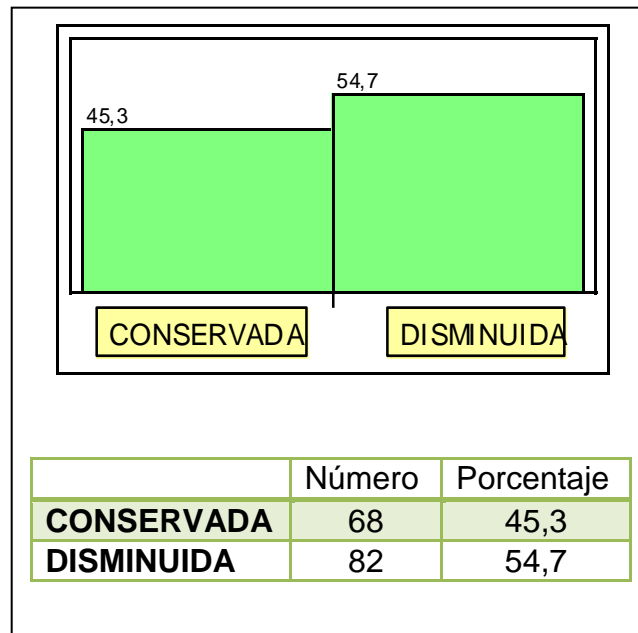 54,7
45,3
CONSERVADA DISMINUIDA
Número Porcentaje
CONSERVADA 68 45,3
DISMINUIDA 82 54,7